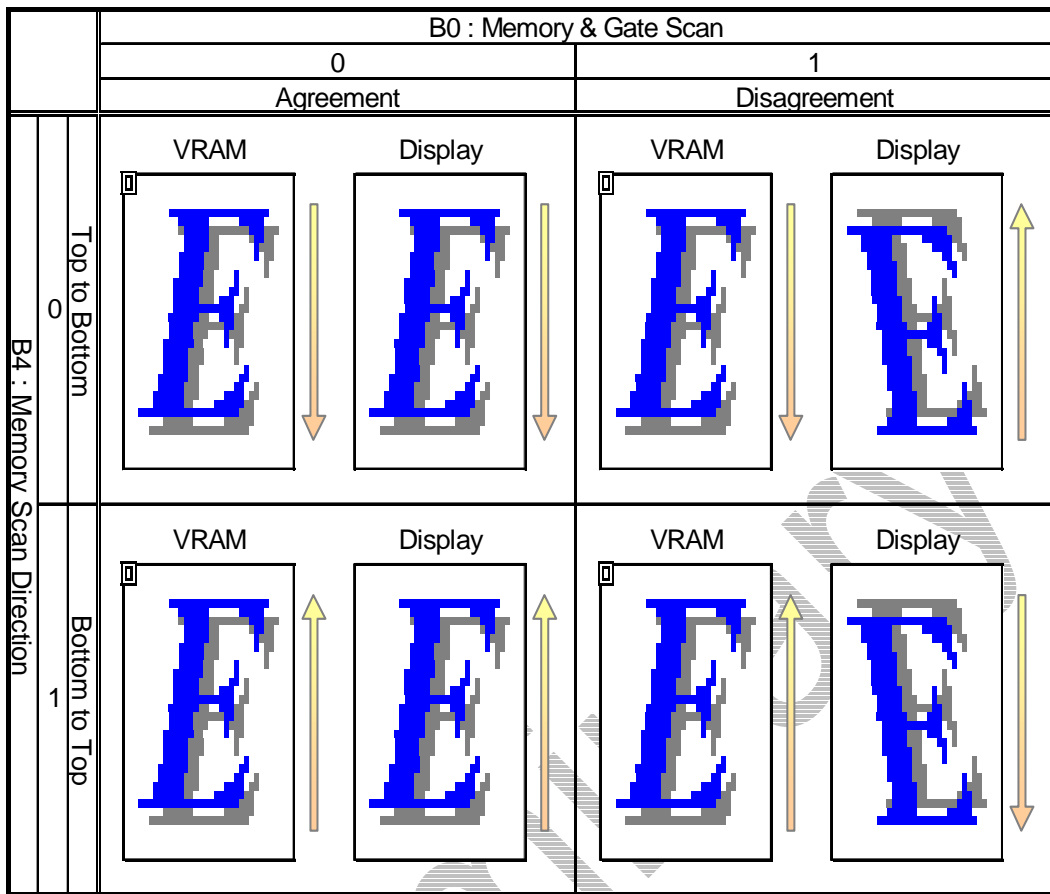 B0 : Memory & Gate Scan
0 1
Agreement Disagreement
B4 : Memory Scan Direction
0
Top to Bottom
VRAM Display VRAM Display
E E E E
1
Bottom to Top
VRAM Display VRAM Display
E E E E